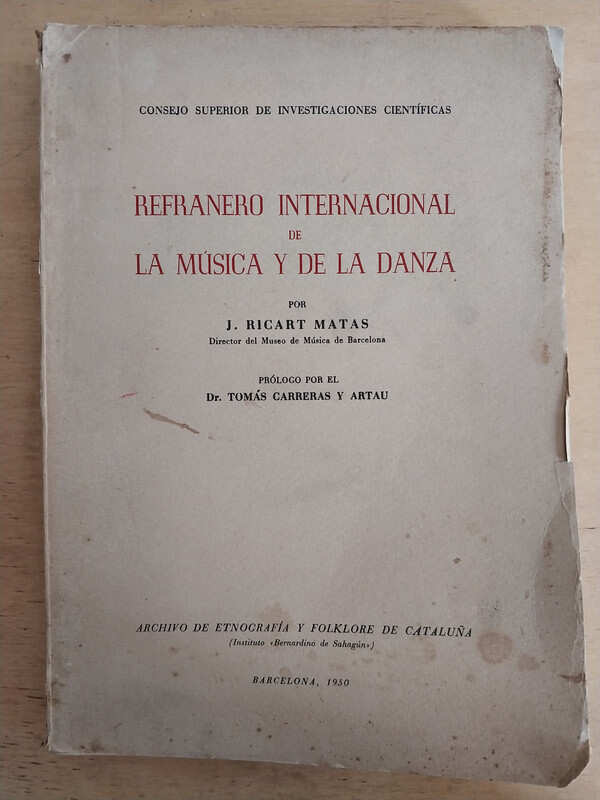 CONSEJO SUPERIOR DE INVESTIGACIONES CIENTÍFICAS
REFRANERO INTERNACIONAL
DE
LA MÚSICA Y DE LA DANZA
POR
J. RICART MATAS
Director del Museo de Música de Barcelona
PRÓLOGO POR EL
Dr. TOMÁS CARRERAS Y ARTAU
ARCHIVO DE ETNOGRAFÍA Y FOLKLORE DE CATALUÑA
(Instituto «Bernardino de Sahagún»)
BARCELONA, 1950